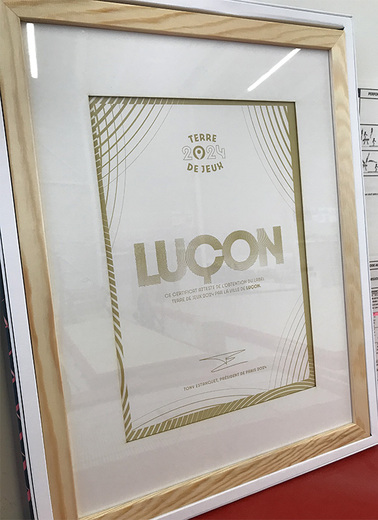 TERRE
2024
DE JEUX
LUÇON
CE CERTIFICAT ATTESTE DE L'OBTENTION DU LABEL
TERRE DE JEUX 2024 PAR LA VILLE DE LUÇON.
TONY ESTANGUET, PRÉSIDENT DE PARIS 2024